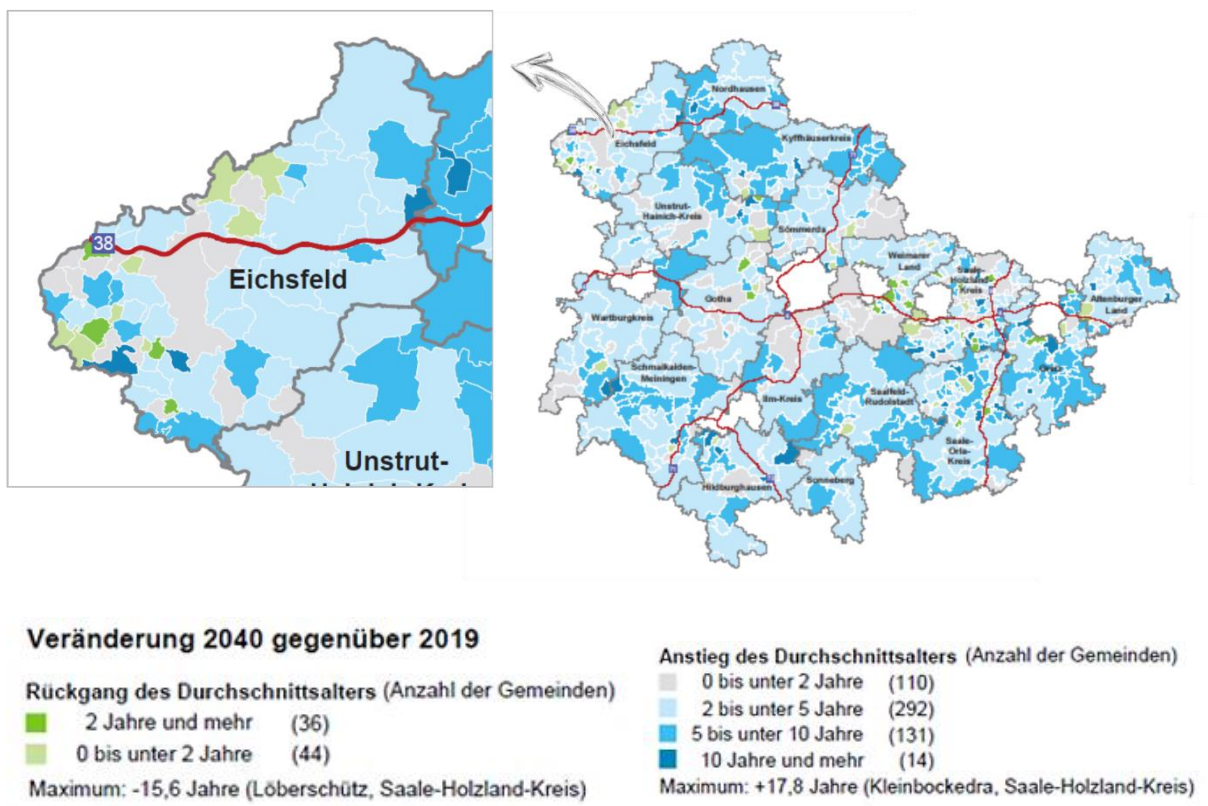 38
Eichsfeld
Unstrut-
Nordhausen
Eichsfeld
Kyffhäuserkreis
Unstrut-
Hainich-Kreis
Sömmerda
Weimarer
Land
Saale-
Holzland-
Kreis
Altenburger
Land
Gotha
Wartburgkreis
Schmalkalden-
Meiningen
Ilm-Kreis
Saalfeld-
Rudolstadt
Greiz
Saale-
Orla-
Kreis
Hildburghausen
Sonneberg
Veränderung 2040 gegenüber 2019
Rückgang des Durchschnittsalters (Anzahl der Gemeinden)
2 Jahre und mehr (36)
0 bis unter 2 Jahre (44)
Maximum: -15,6 Jahre (Löberschütz, Saale-Holzland-Kreis)
Anstieg des Durchschnittsalters (Anzahl der Gemeinden)
0 bis unter 2 Jahre (110)
2 bis unter 5 Jahre (292)
5 bis unter 10 Jahre (131)
10 Jahre und mehr (14)
Maximum: +17,8 Jahre (Kleinbockedra, Saale-Holzland-Kreis)